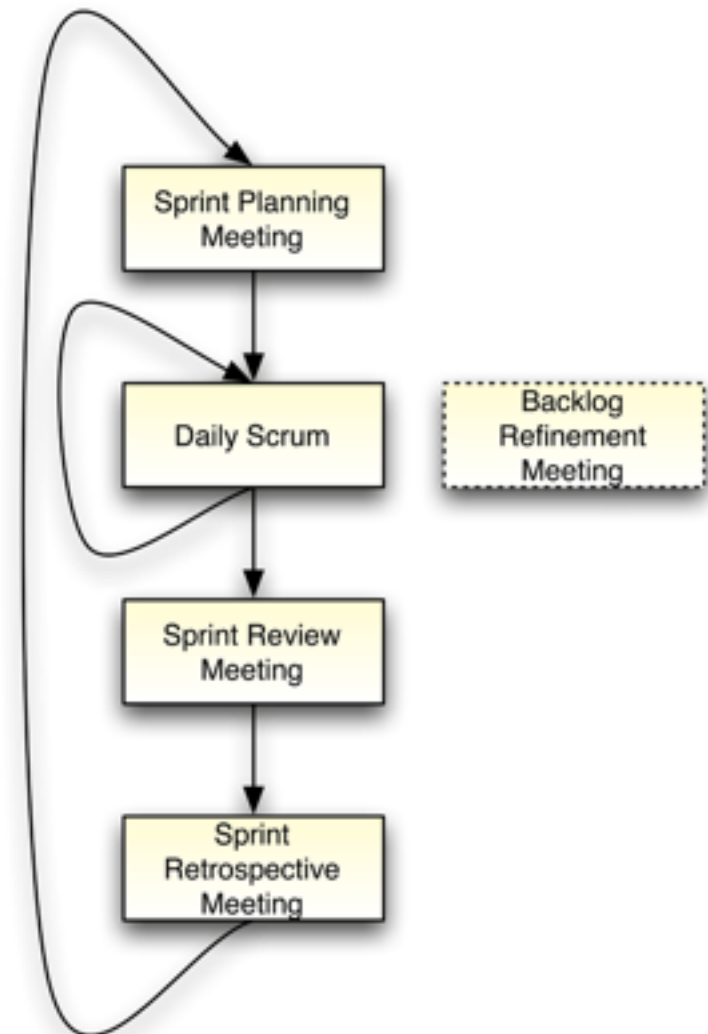 Sprint Planning
Meeting
Daily Scrum
Backlog
Refinement
Meeting
Sprint Review
Meeting
Sprint
Retrospective
Meeting